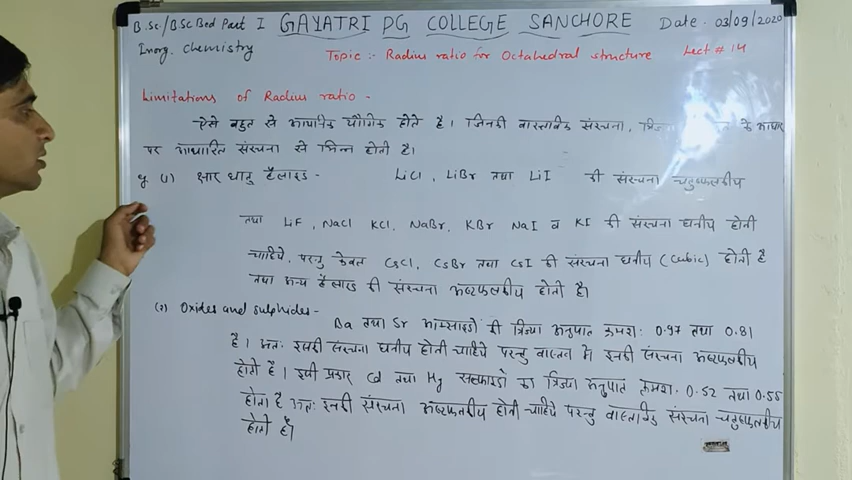 B.Sc./BSc Bed Part I GAYATRI PG COLLEGE SANCHORE Date. 03/09/2020
Inorg. chemistry Topic :- Radius ratio for Octahedral structure Lect # 14
Limitations of Radius ratio -
ऐसे बहुत से आयनिक यौगिक होते है। जिनकी वास्तविक संरचना, के आधार
पर आधारित संरचना से भिन्न होती है।
eg. (1) क्षार धातु हैलाइड - LiCl, LiBr तथा LiI की संरचना चतुष्फलकीय
तथा LiF, NaCl KCl, NaBr, KBr NaI व KI की संरचना घनीय होनी
चाहिये, परन्तु केवल CsCl, CsBr तथा CsI की संरचना घनीय (Cubic) होती है
तथा अन्य हैलाइड की संरचना अष्टफलकीय होती है।
(2) Oxides and sulphides -
Ba तथा Sr आक्साइडो की त्रिज्या अनुपात क्रमश: 0.97 तथा 0.81
है। अत: इनकी संरचना घनीय होनी चाहिये परन्तु वास्तव मे इनकी संरचना अष्टफलकीय
होती है। इसी प्रकार Cd तथा Hg सल्फाइडो का त्रिज्या अनुपात क्रमश. 0.52 तथा 0.55
होता है अत: इनकी संरचना अष्टफलकीय होनी चाहिये परन्तु वास्तविक संरचना चतुष्फलकीय
होती है।